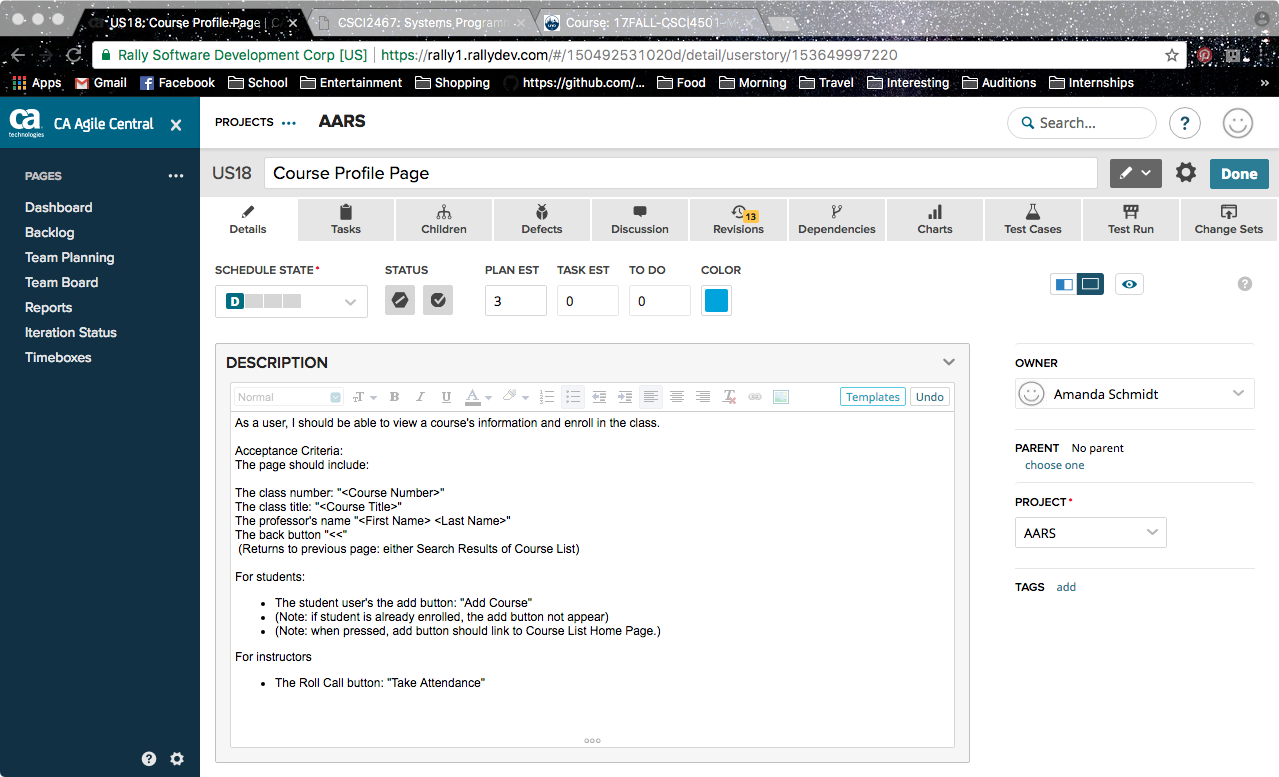 US18: Course Profile Page | C
CSCI2467: Systems Programm
Course: 17FALL-CSCI4501-
Rally Software Development Corp [US] https://rally1.rallydev.com/#/150492531020d/detail/userstory/153649997220
Apps Gmail Facebook School Entertainment Shopping https://github.com/... Food Morning Travel Interesting Auditions Internships »
ca technologies CA Agile Central
PROJECTS ••• AARS Search... ?
US18 Course Profile Page Done
PAGES •••
Dashboard
Backlog
Team Planning
Team Board
Reports
Iteration Status
Timeboxes
Details Tasks Children Defects Discussion 13 Revisions Dependencies Charts Test Cases Test Run Change Sets
SCHEDULE STATE* STATUS PLAN EST TASK EST TO DO COLOR
D 3 0 0 ?
DESCRIPTION
Normal T B I U A T Templates Undo
As a user, I should be able to view a course's information and enroll in the class.
Acceptance Criteria:
The page should include:
The class number: "<Course Number>"
The class title: "<Course Title>"
The professor's name "<First Name> <Last Name>"
The back button "<<"
(Returns to previous page: either Search Results of Course List)
For students:
• The student user's the add button: "Add Course"
• (Note: if student is already enrolled, the add button not appear)
• (Note: when pressed, add button should link to Course List Home Page.)
For instructors
• The Roll Call button: "Take Attendance"
OWNER
Amanda Schmidt
PARENT No parent
choose one
PROJECT*
AARS
TAGS add
?